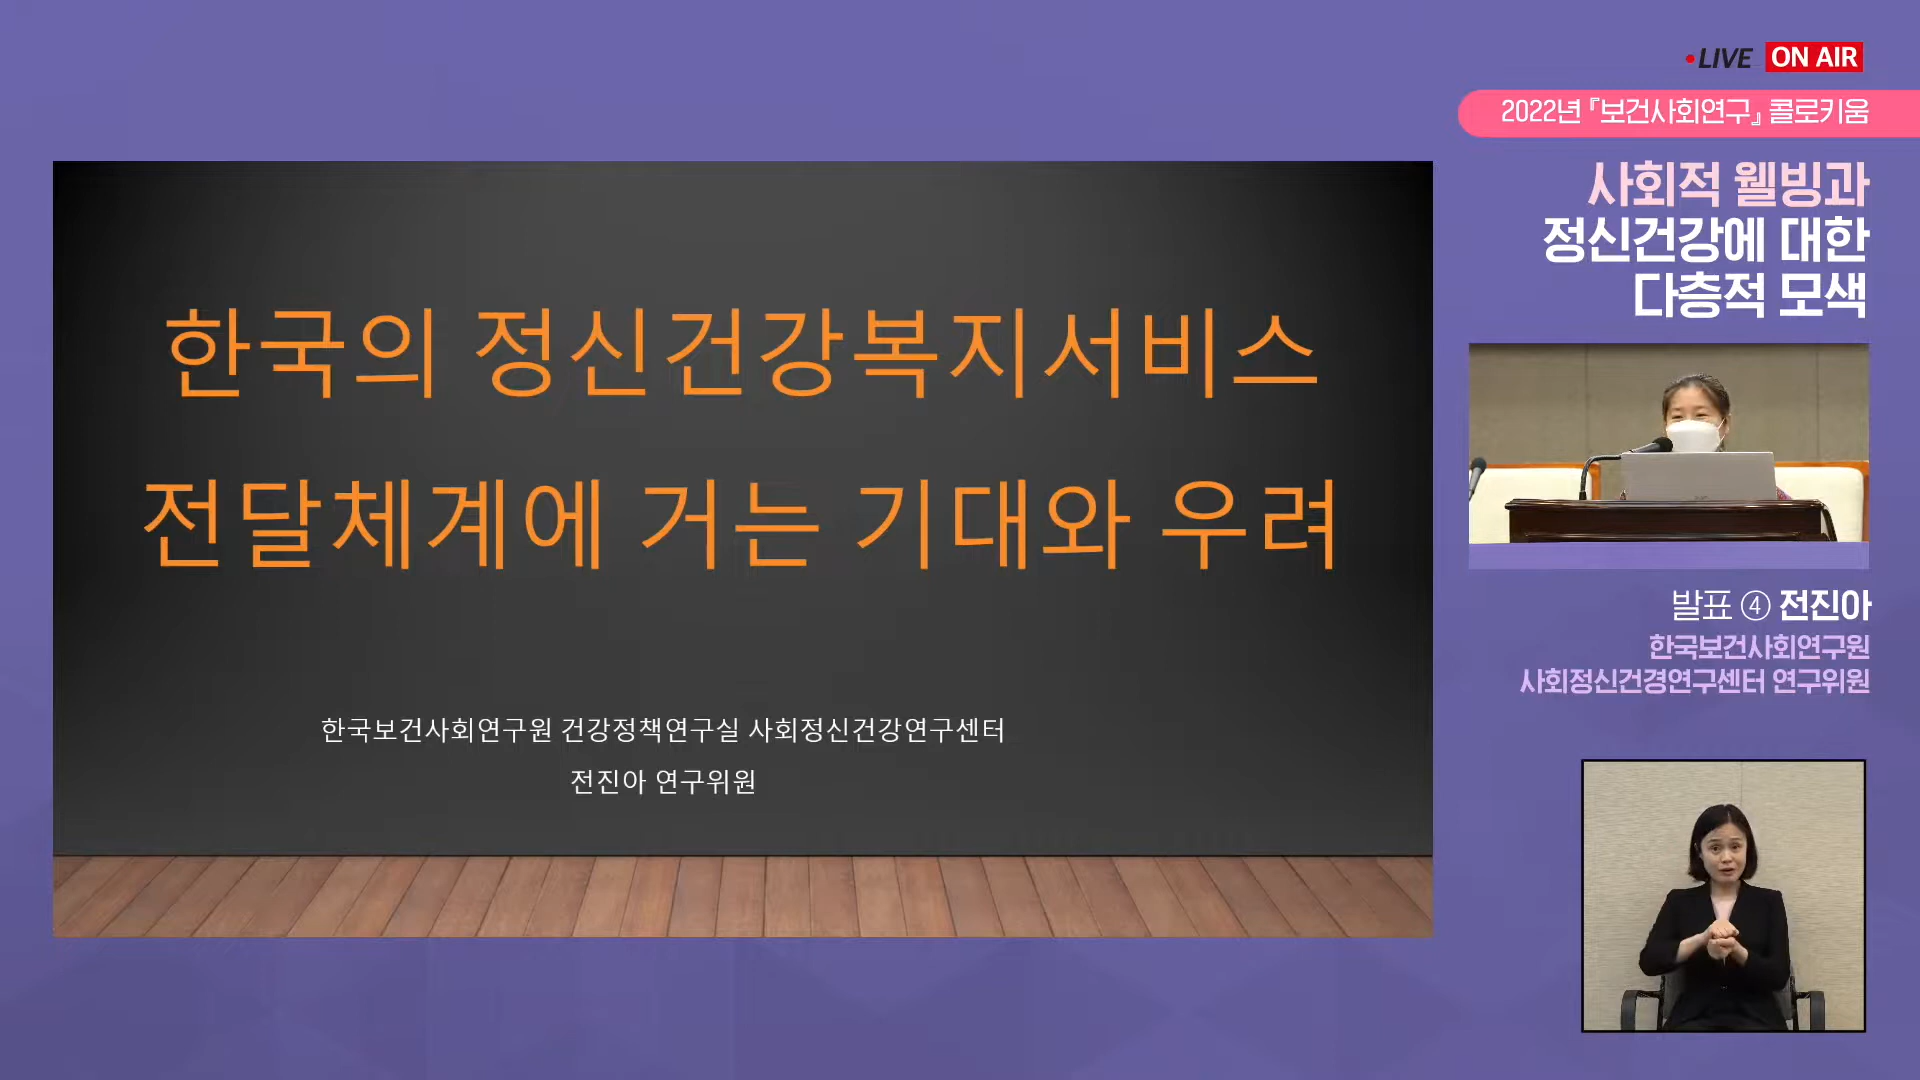 LIVE ON AIR
2022년 『보건사회연구』 콜로키움
사회적 웰빙과
정신건강에 대한
다층적 모색
한국의 정신건강복지서비스
전달체계에 거는 기대와 우려
한국보건사회연구원 건강정책연구실 사회정신건강연구센터
전진아 연구위원
발표 ④ 전진아
한국보건사회연구원
사회정신건경연구센터 연구위원